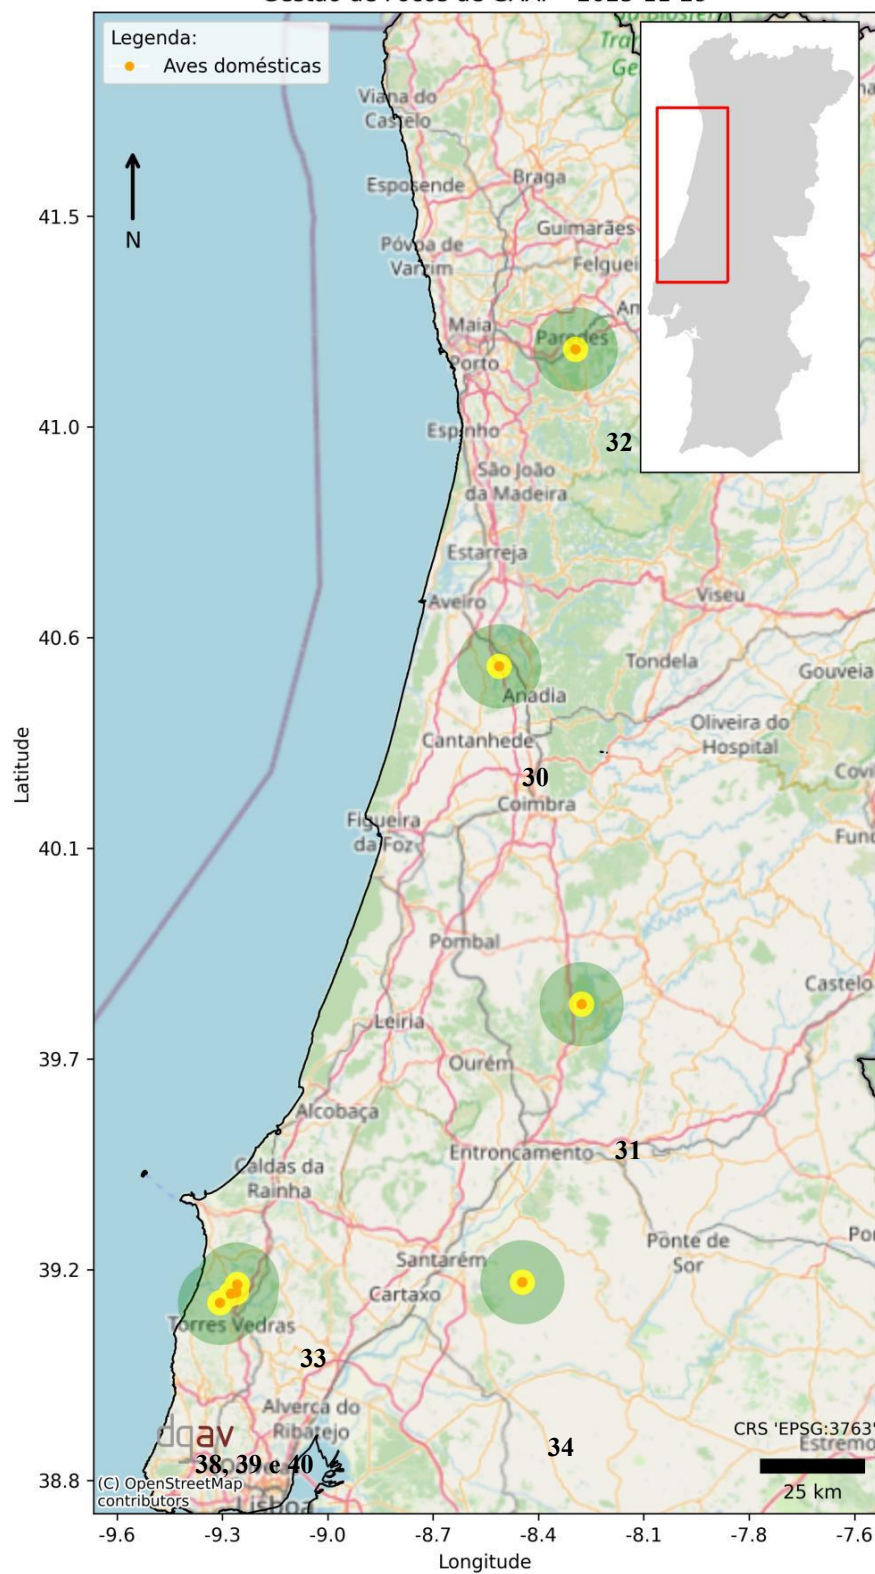 Legenda:
Aves domésticas
N
Viana do
Castelo
Esposende
Braga
Guimarães
Póvoa de
Varzim
Maia
Paredes
Porto
Espinho
32
São João
da Madeira
Estarreja
Viseu
Aveiro
Tondela
Anadia
Oliveira do
Hospital
Cantanhede
30
Coimbra
Figueira
da Foz
Pombal
Castelo
Leiria
Ourém
Alcobaça
Entroncamento
31
Caldas da
Rainha
Ponte de
Sor
Santarém
Cartaxo
Torres Vedras
33
Alverca do
Ribatejo
34
CRS 'EPSG:3763'
dgav
38, 39 e 40
(C) OpenStreetMap
contributors
Lisboa
25 km
41.5
41.0
40.6
40.1
39.7
39.2
38.8
Latitude
-9.6 -9.3 -9.0 -8.7 -8.4 -8.1 -7.8 -7.6
Longitude